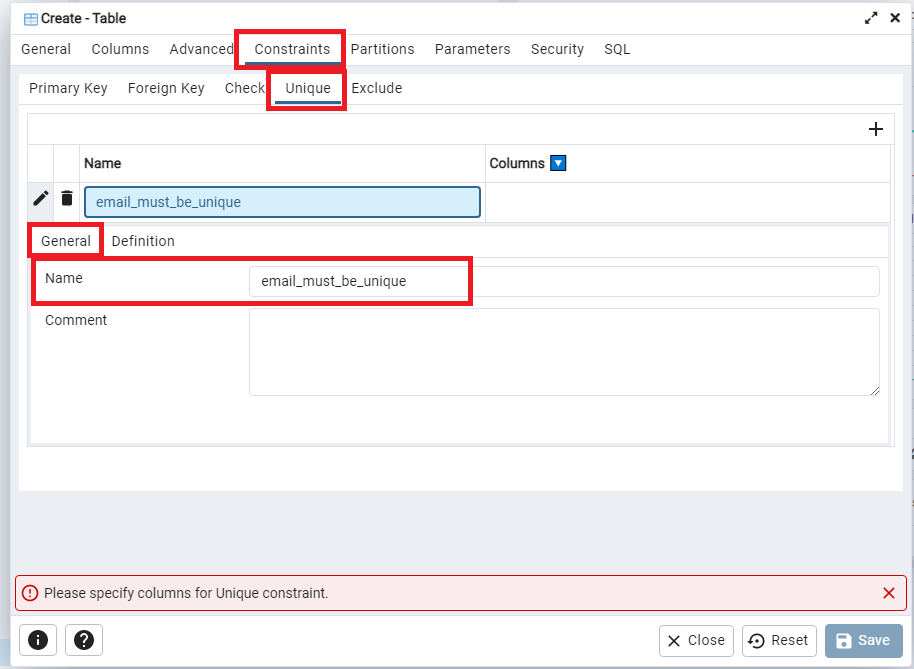 Create - Table
General Columns Advanced Constraints Partitions Parameters Security SQL
Primary Key Foreign Key Check Unique Exclude
Name Columns
email_must_be_unique
General Definition
Name email_must_be_unique
Comment
Please specify columns for Unique constraint.
Close Reset Save